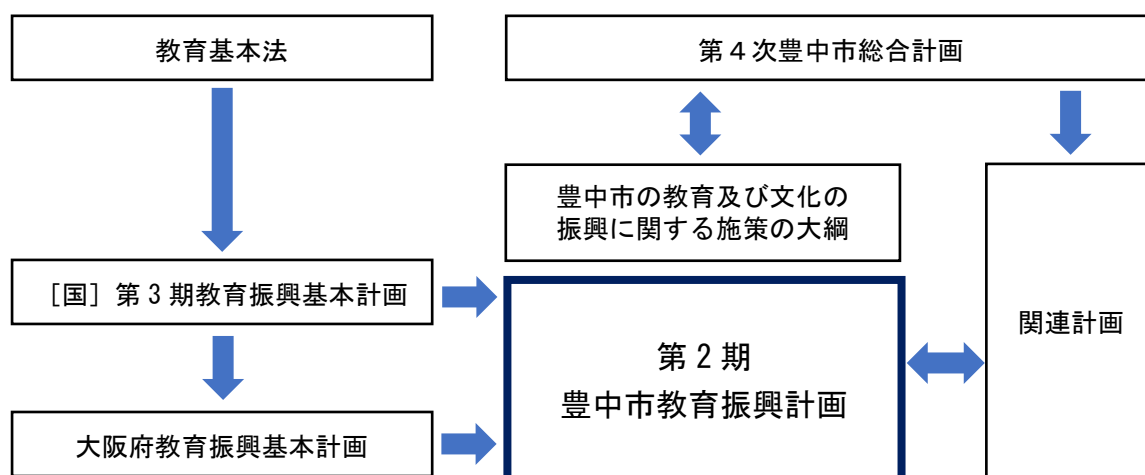 教育基本法
第４次豊中市総合計画
豊中市の教育及び文化の
振興に関する施策の大綱
［国］第３期教育振興基本計画
関連計画
第２期
豊中市教育振興計画
大阪府教育振興基本計画